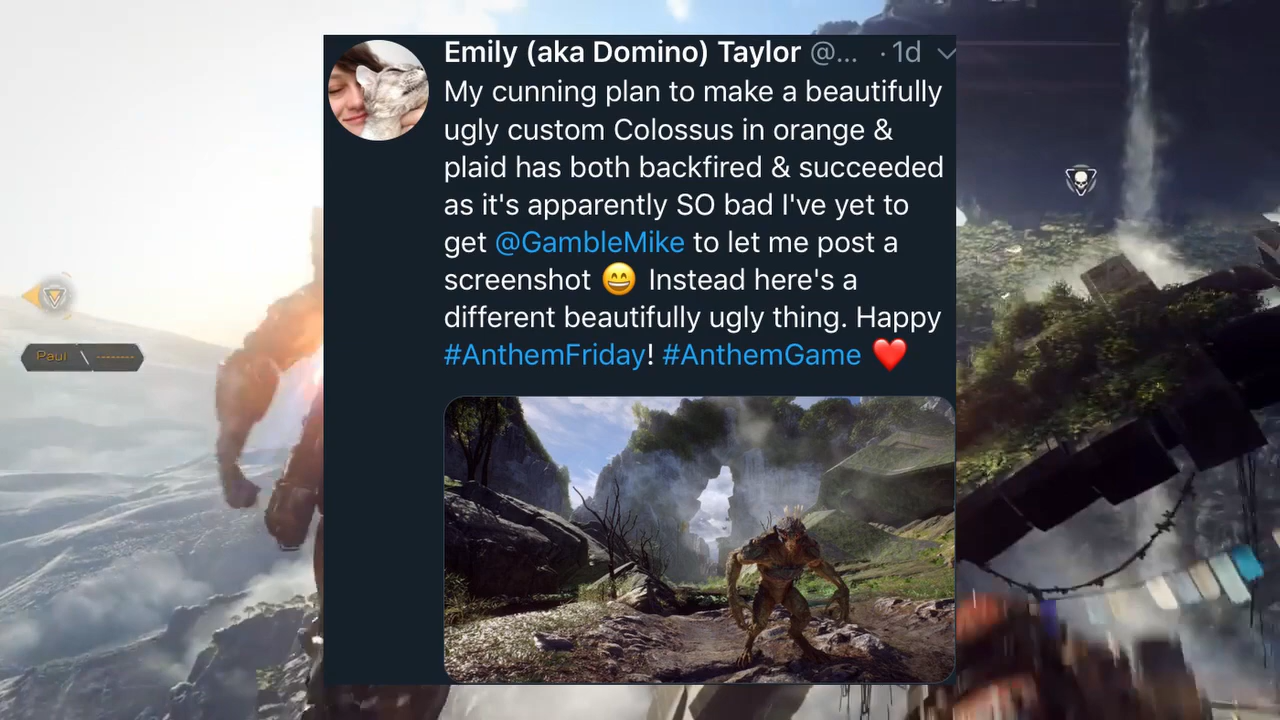 Emily (aka Domino) Taylor @... · 1d
My cunning plan to make a beautifully
ugly custom Colossus in orange &
plaid has both backfired & succeeded
as it's apparently SO bad I've yet to
get @GambleMike to let me post a
screenshot 😄 Instead here's a
different beautifully ugly thing. Happy
#AnthemFriday! #AnthemGame ❤️
Paul \ --------